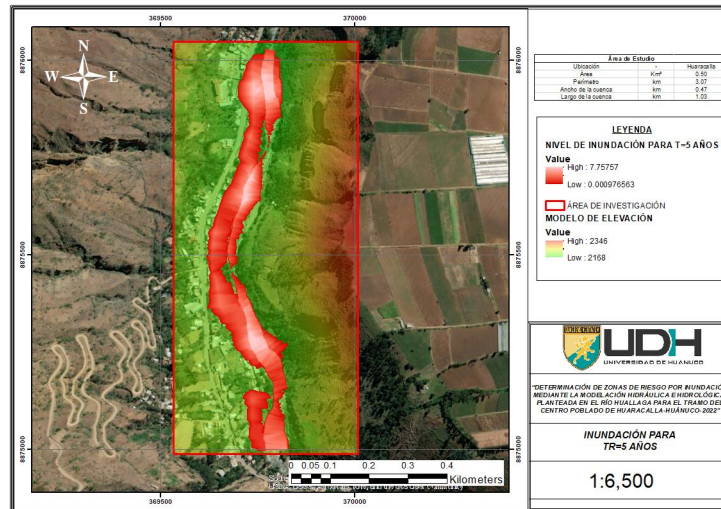 369500
370000
8876000
8876000
N
W
E
S
Área de Estudio
Ubicación - Huaracalla
Área Km² 0.50
Perímetro km 3.07
Ancho de la cuenca km 0.47
Largo de la cuenca km 1.03
LEYENDA
NIVEL DE INUNDACIÓN PARA T=5 AÑOS
Value
High : 7.75757
Low : 0.000976563
ÁREA DE INVESTIGACIÓN
MODELO DE ELEVACIÓN
Value
High : 2346
Low : 2168
8875500
8875500
UDH
UNIVERSIDAD DE HUANUCO
"DETERMINACIÓN DE ZONAS DE RIESGO POR INUNDACIÓ
MEDIANTE LA MODELACIÓN HIDRÁULICA E HIDROLÓGICA
PLANTEADA EN EL RÍO HUALLAGA PARA EL TRAMO DEL
CENTRO POBLADO DE HUARACALLA-HUÁNUCO-2022"
INUNDACIÓN PARA
TR=5 AÑOS
1:6,500
8875000
8875000
0 0.05 0.1 0.2 0.3 0.4
Kilometers
369500
370000